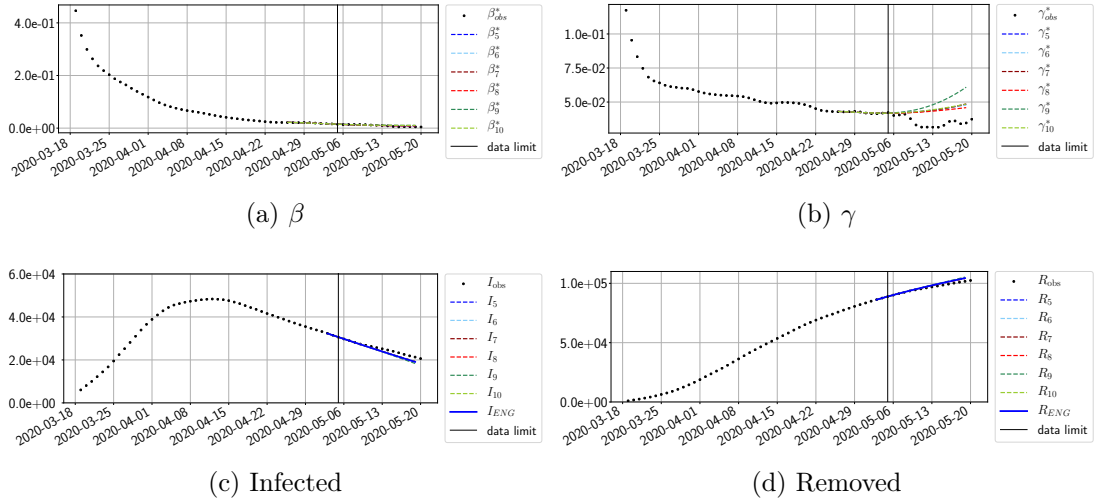 4.0e-01
2.0e-01
0.0e+00
2020-03-18
2020-03-25
2020-04-01
2020-04-08
2020-04-15
2020-04-22
2020-04-29
2020-05-06
2020-05-13
2020-05-20
β*obs
β*5
β*6
β*7
β*8
β*9
β*10
data limit
(a) β
1.0e-01
7.5e-02
5.0e-02
2020-03-18
2020-03-25
2020-04-01
2020-04-08
2020-04-15
2020-04-22
2020-04-29
2020-05-06
2020-05-13
2020-05-20
γ*obs
γ*5
γ*6
γ*7
γ*8
γ*9
γ*10
data limit
(b) γ
6.0e+04
4.0e+04
2.0e+04
0.0e+00
2020-03-18
2020-03-25
2020-04-01
2020-04-08
2020-04-15
2020-04-22
2020-04-29
2020-05-06
2020-05-13
2020-05-20
Iobs
I5
I6
I7
I8
I9
I10
IENG
data limit
(c) Infected
1.0e+05
5.0e+04
0.0e+00
2020-03-18
2020-03-25
2020-04-01
2020-04-08
2020-04-15
2020-04-22
2020-04-29
2020-05-06
2020-05-13
2020-05-20
Robs
R5
R6
R7
R8
R9
R10
RENG
data limit
(d) Removed